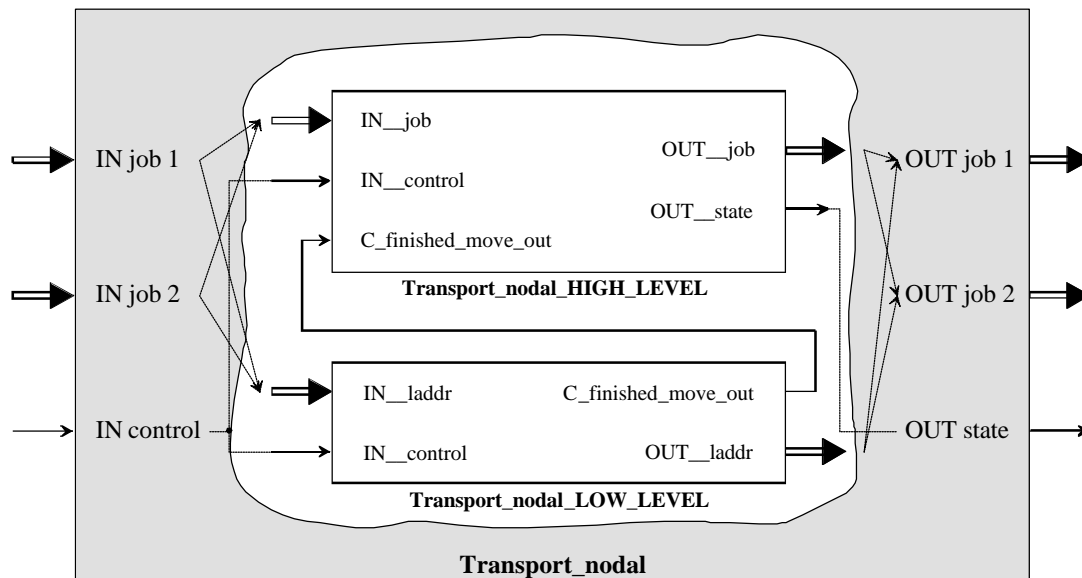 IN__job
OUT__job
IN job 1
OUT job 1
IN__control
OUT__state
C_finished_move_out
Transport_nodal_HIGH_LEVEL
IN job 2
OUT job 2
IN__laddr
C_finished_move_out
IN control
OUT state
IN__control
OUT__laddr
Transport_nodal_LOW_LEVEL
Transport_nodal